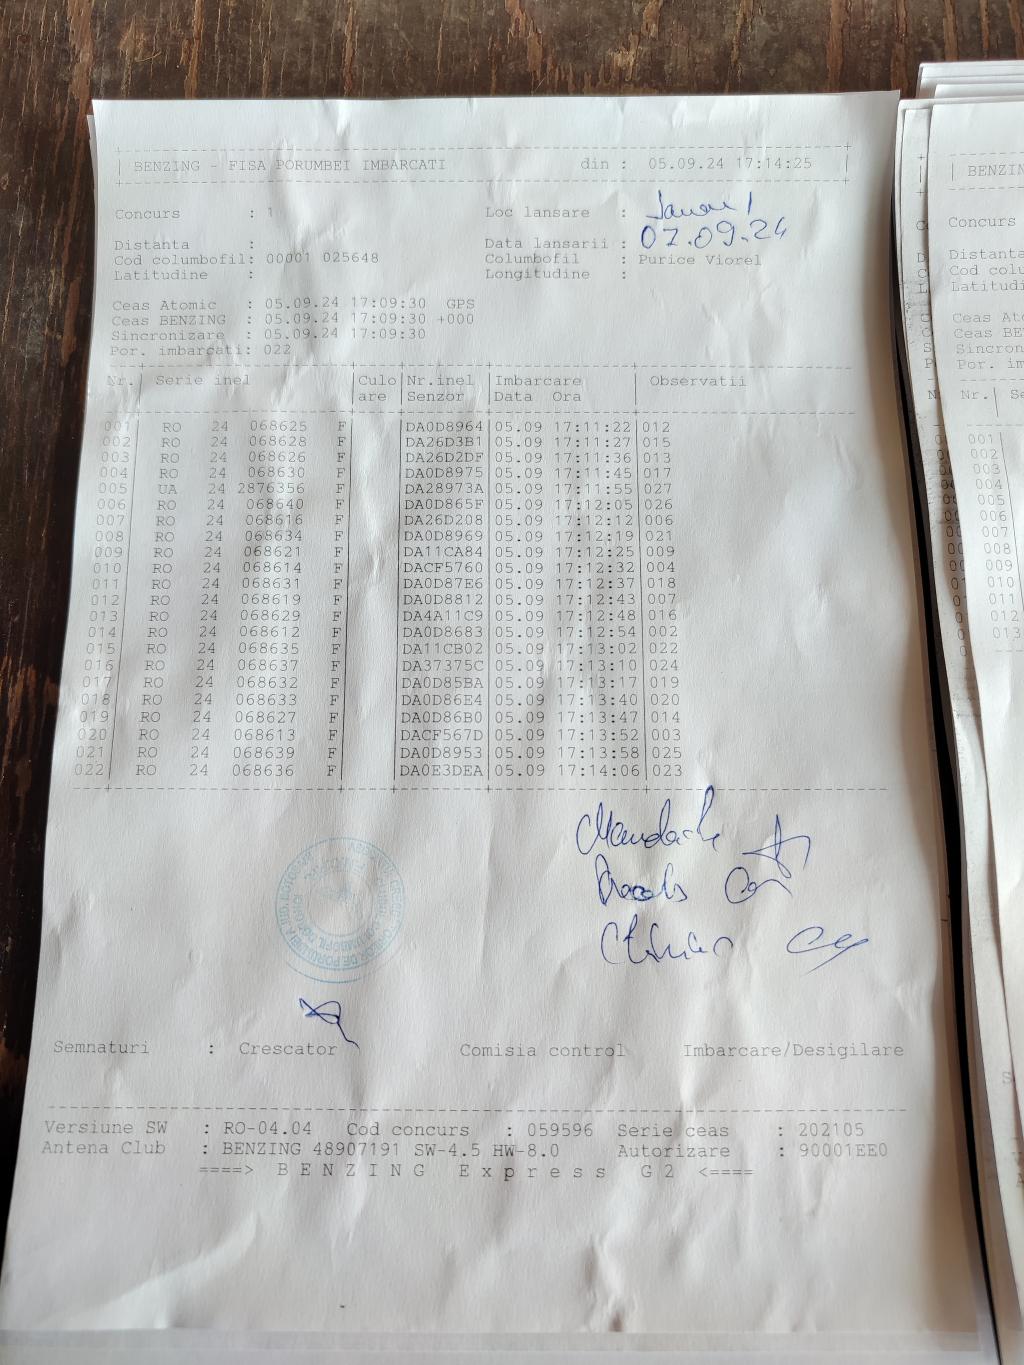 BENZING - FISA PORUMBEI IMBARCATI din : 05.09.24 17:14:25
Concurs : 1 Loc lansare :
Distanta : Data lansarii : 07.09.24
Cod columbofil: 00001 025648 Columbofil : Purice Viorel
Latitudine : Longitudine :
Ceas Atomic : 05.09.24 17:09:30 GPS
Ceas BENZING : 05.09.24 17:09:30 +000
Sincronizare : 05.09.24 17:09:30
Por. imbarcati: 022
Nr. Serie inel Culo Nr.inel Imbarcare Observatii
are Senzor Data Ora
001 RO 24 068625 F DA0D8964 05.09 17:11:22 012
002 RO 24 068628 F DA26D3B1 05.09 17:11:27 015
003 RO 24 068626 F DA26D2DF 05.09 17:11:36 013
004 RO 24 068630 F DA0D8975 05.09 17:11:45 017
005 UA 24 2876356 F DA28973A 05.09 17:11:55 027
006 RO 24 068640 F DA0D865F 05.09 17:12:05 026
007 RO 24 068616 F DA26D208 05.09 17:12:12 006
008 RO 24 068634 F DA0D8969 05.09 17:12:19 021
009 RO 24 068621 F DA11CA84 05.09 17:12:25 009
010 RO 24 068614 F DACF5760 05.09 17:12:32 004
011 RO 24 068631 F DA0D87E6 05.09 17:12:37 018
012 RO 24 068619 F DA0D8812 05.09 17:12:43 007
013 RO 24 068629 F DA4A11C9 05.09 17:12:48 016
014 RO 24 068612 F DA0D8683 05.09 17:12:54 002
015 RO 24 068635 F DA11CB02 05.09 17:13:02 022
016 RO 24 068637 F DA37375C 05.09 17:13:10 024
017 RO 24 068632 F DA0D85BA 05.09 17:13:17 019
018 RO 24 068633 F DA0D86E4 05.09 17:13:40 020
019 RO 24 068627 F DA0D86B0 05.09 17:13:47 014
020 RO 24 068613 F DACF567D 05.09 17:13:52 003
021 RO 24 068639 F DA0D8953 05.09 17:13:58 025
022 RO 24 068636 F DA0E3DEA 05.09 17:14:06 023
Semnaturi : Crescator Comisia control Imbarcare/Desigilare
Versiune SW : RO-04.04 Cod concurs : 059596 Serie ceas : 202105
Antena Club : BENZING 48907191 SW-4.5 HW-8.0 Autorizare : 90001EE0
====> B E N Z I N G E x p r e s s G 2 <====
BENZIN
Concurs
Nr.
001
002
003
004
005
006
007
008
009
010
011
012